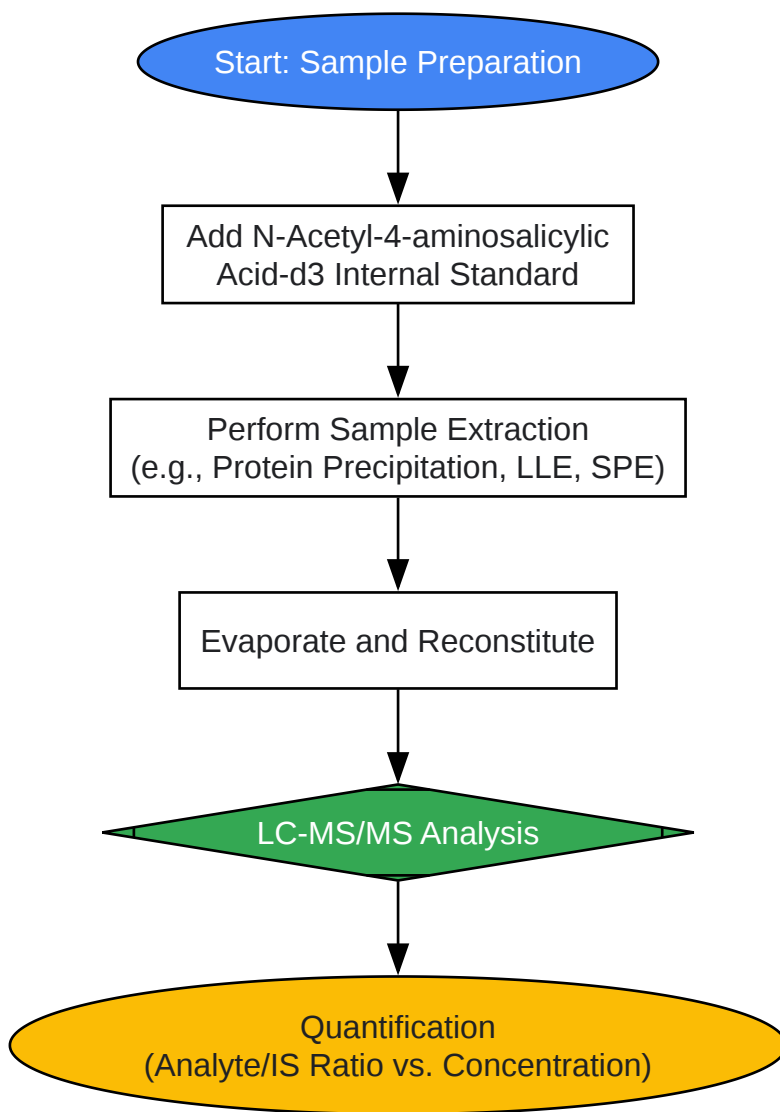 Start: Sample Preparation
Add N-Acetyl-4-aminosalicylic
Acid-d3 Internal Standard
Perform Sample Extraction
(e.g., Protein Precipitation, LLE, SPE)
Evaporate and Reconstitute
LC-MS/MS Analysis
Quantification
(Analyte/IS Ratio vs. Concentration)